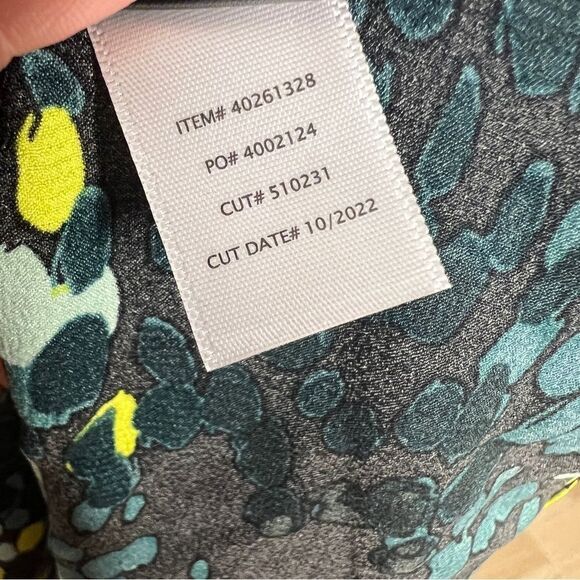 ITEM# 40261328
PO# 4002124
CUT# 510231
CUT DATE# 10/2022